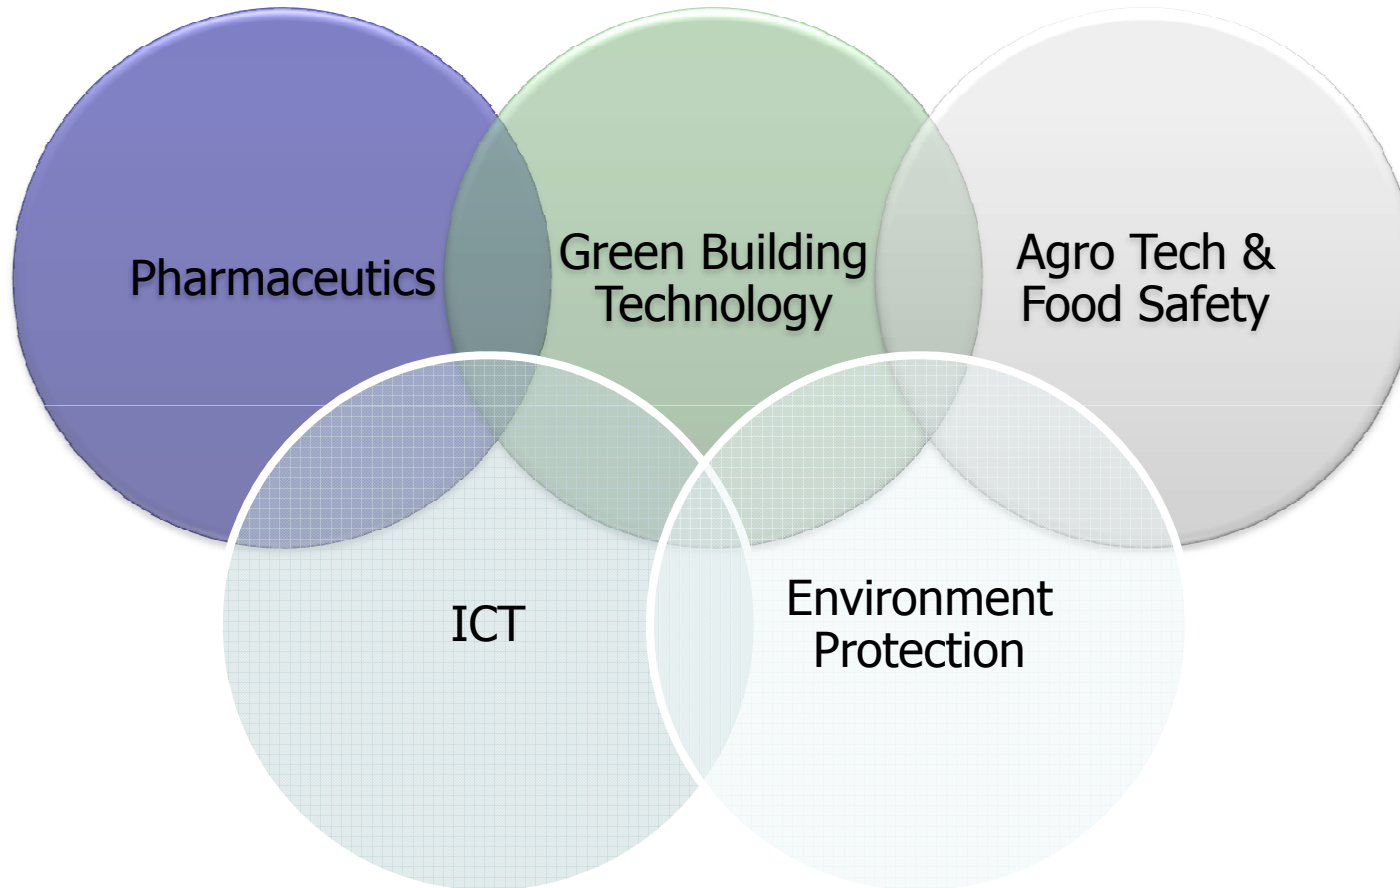 Pharmaceutics
Green Building
Technology
Agro Tech &
Food Safety
ICT
Environment
Protection